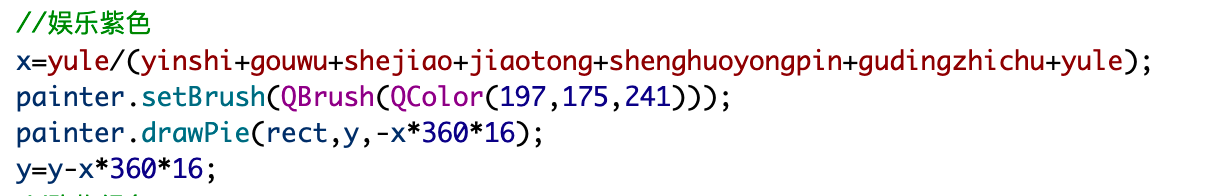 //娱乐紫色
x=yule/(yinshi+gouwu+shejiao+jiaotong+shenghuoyongpin+gudingzhichu+yule);
painter.setBrush(QBrush(QColor(197,175,241)));
painter.drawPie(rect,y,-x*360*16);
y=y-x*360*16;